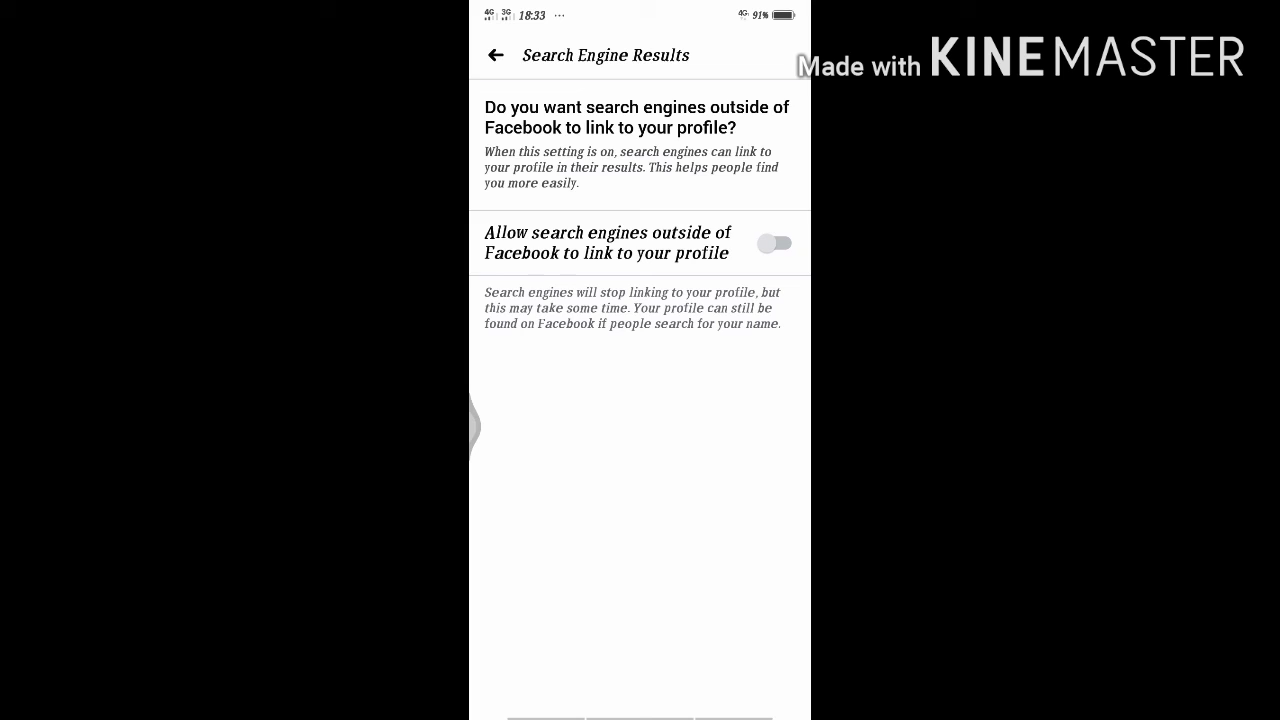 4G 3G 18:33 ... 4G 91%
Search Engine Results
Made with KINEMASTER
Do you want search engines outside of
Facebook to link to your profile?
When this setting is on, search engines can link to
your profile in their results. This helps people find
you more easily.
Allow search engines outside of
Facebook to link to your profile
Search engines will stop linking to your profile, but
this may take some time. Your profile can still be
found on Facebook if people search for your name.